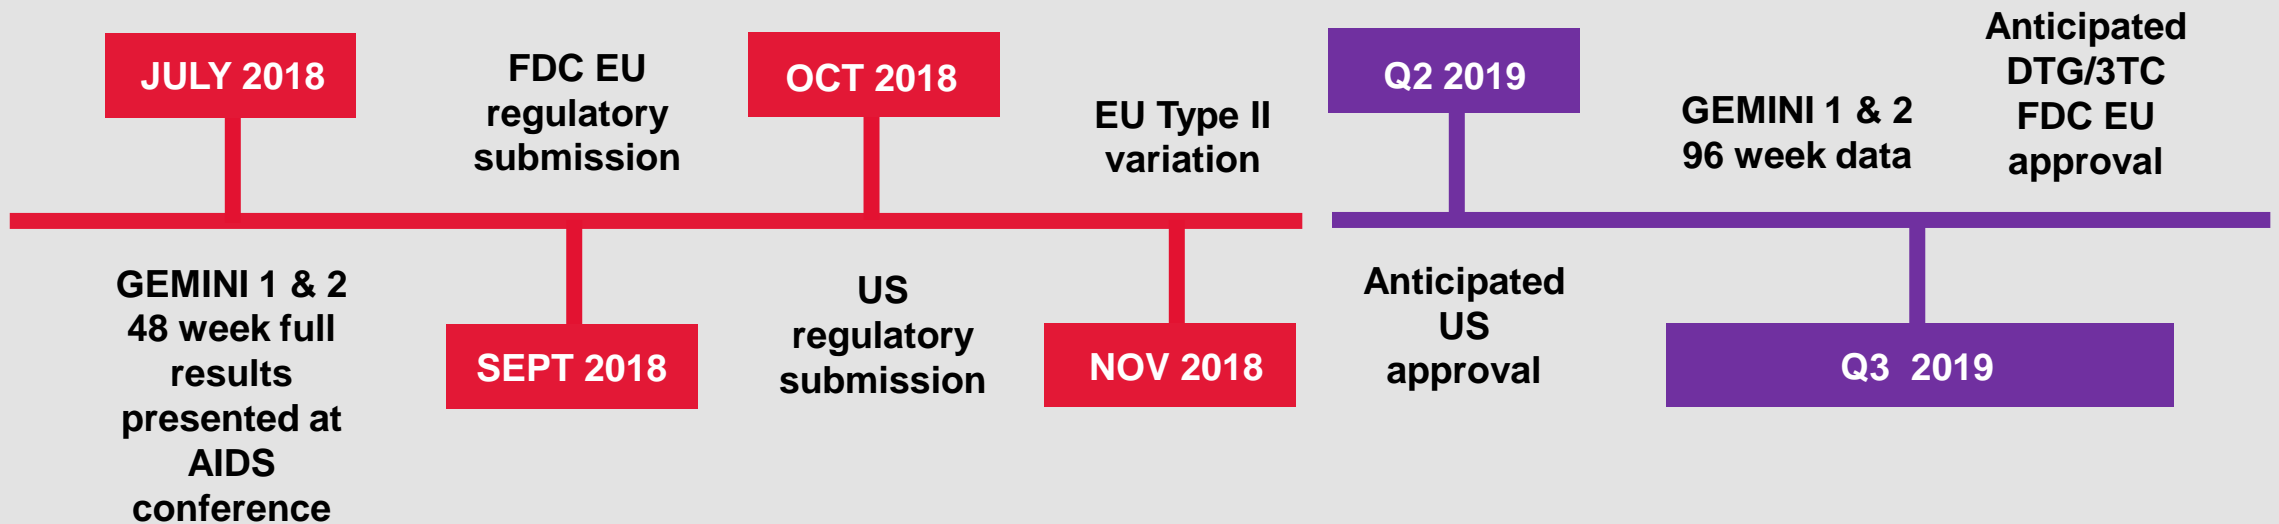 JULY 2018
GEMINI 1 & 2
48 week full
results
presented at
AIDS
conference
FDC EU
regulatory
submission
SEPT 2018
OCT 2018
US
regulatory
submission
EU Type II
variation
NOV 2018
Q2 2019
Anticipated
US
approval
GEMINI 1 & 2
96 week data
Anticipated
DTG/3TC
FDC EU
approval
Q3 2019